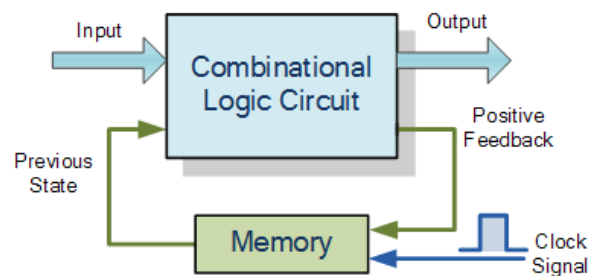 Input
Output
Combinational
Logic Circuit
Positive
Feedback
Previous
State
Memory
Clock
Signal